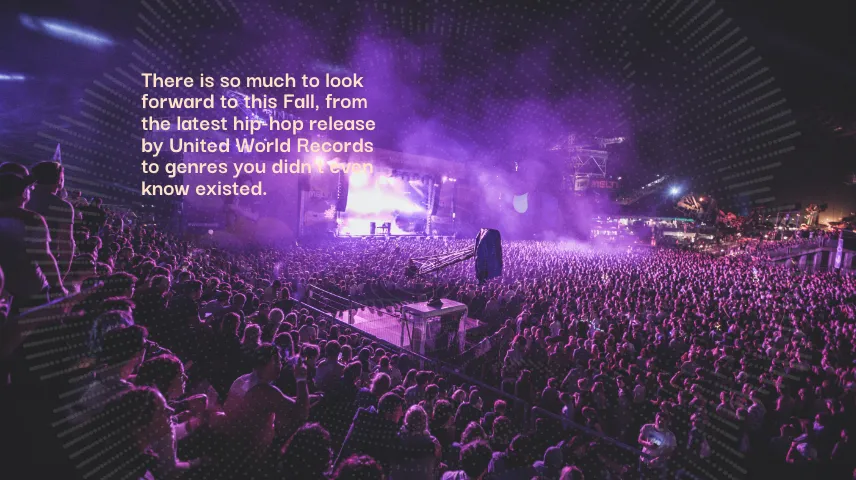 There is so much to look
forward to this Fall, from
the latest hip-hop release
by United World Records
to genres you didn't even
know existed.
MELT